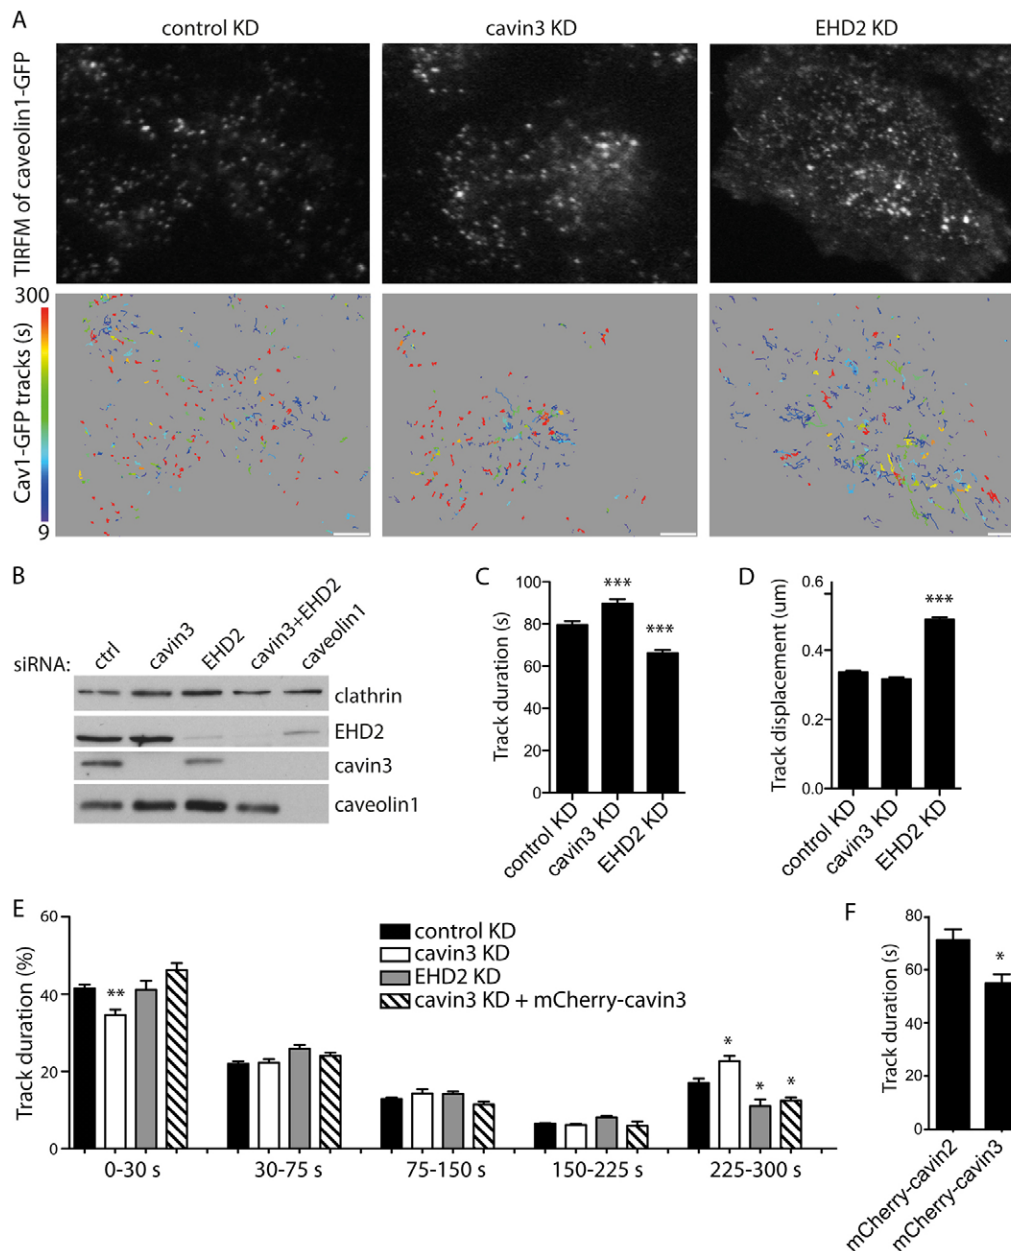 A
control KD
cavin3 KD
EHD2 KD
TIRFM of caveolin1-GFP
300
Cav1-GFP tracks (s)
9
B
siRNA:
ctrl
cavin3
EHD2
cavin3+EHD2
caveolin1
clathrin
EHD2
cavin3
caveolin1
C
Track duration (s)
100
80
60
40
20
0
***
***
control KD
cavin3 KD
EHD2 KD
D
Track displacement (um)
0.6
0.4
0.2
0.0
***
control KD
cavin3 KD
EHD2 KD
E
Track duration (%)
60
40
20
0
control KD
cavin3 KD
EHD2 KD
cavin3 KD + mCherry-cavin3
**
*
*
*
0-30 s
30-75 s
75-150 s
150-225 s
225-300 s
F
Track duration (s)
80
60
40
20
0
*
mCherry-cavin2
mCherry-cavin3